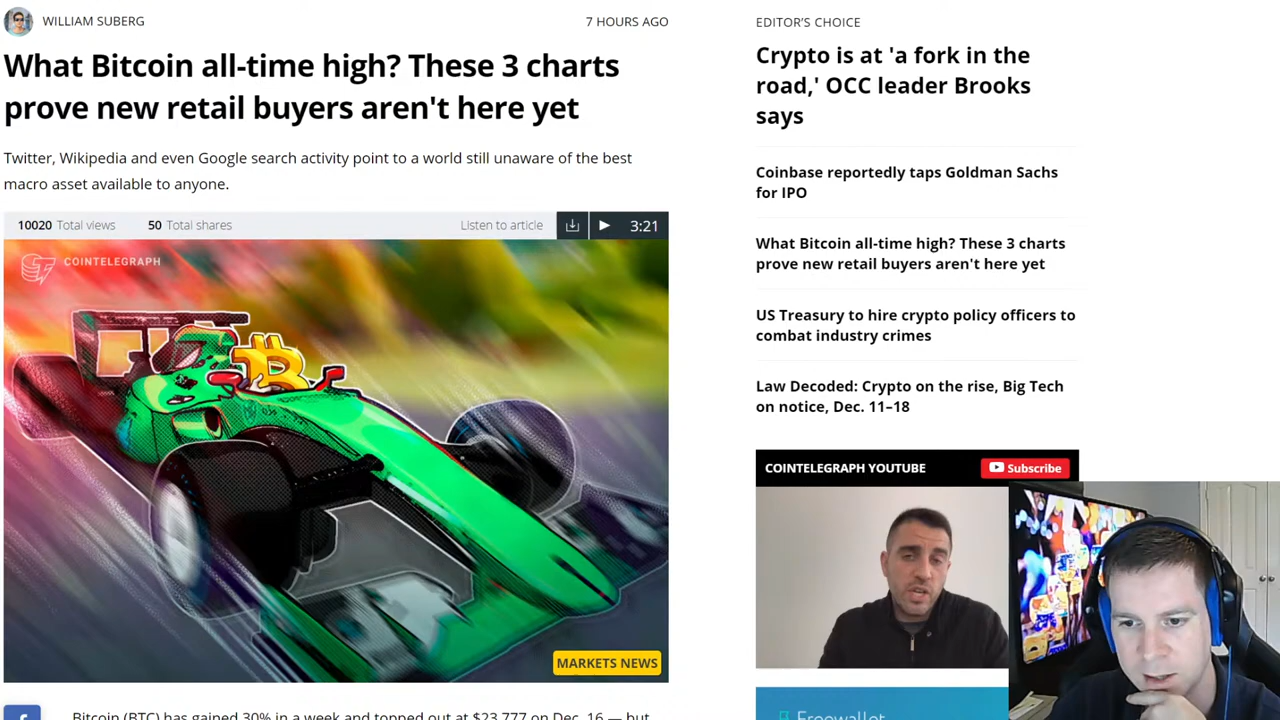 WILLIAM SUBERG
7 HOURS AGO
What Bitcoin all-time high? These 3 charts
prove new retail buyers aren't here yet
Twitter, Wikipedia and even Google search activity point to a world still unaware of the best
macro asset available to anyone.
10020 Total views
50 Total shares
Listen to article
3:21
COINTELEGRAPH
MARKETS NEWS
Bitcoin (BTC) has gained 30% in a week and topped out at $23,777 on Dec. 16 — but
EDITOR'S CHOICE
Crypto is at 'a fork in the
road,' OCC leader Brooks
says
Coinbase reportedly taps Goldman Sachs
for IPO
What Bitcoin all-time high? These 3 charts
prove new retail buyers aren't here yet
US Treasury to hire crypto policy officers to
combat industry crimes
Law Decoded: Crypto on the rise, Big Tech
on notice, Dec. 11–18
COINTELEGRAPH YOUTUBE
Subscribe
Freewallet